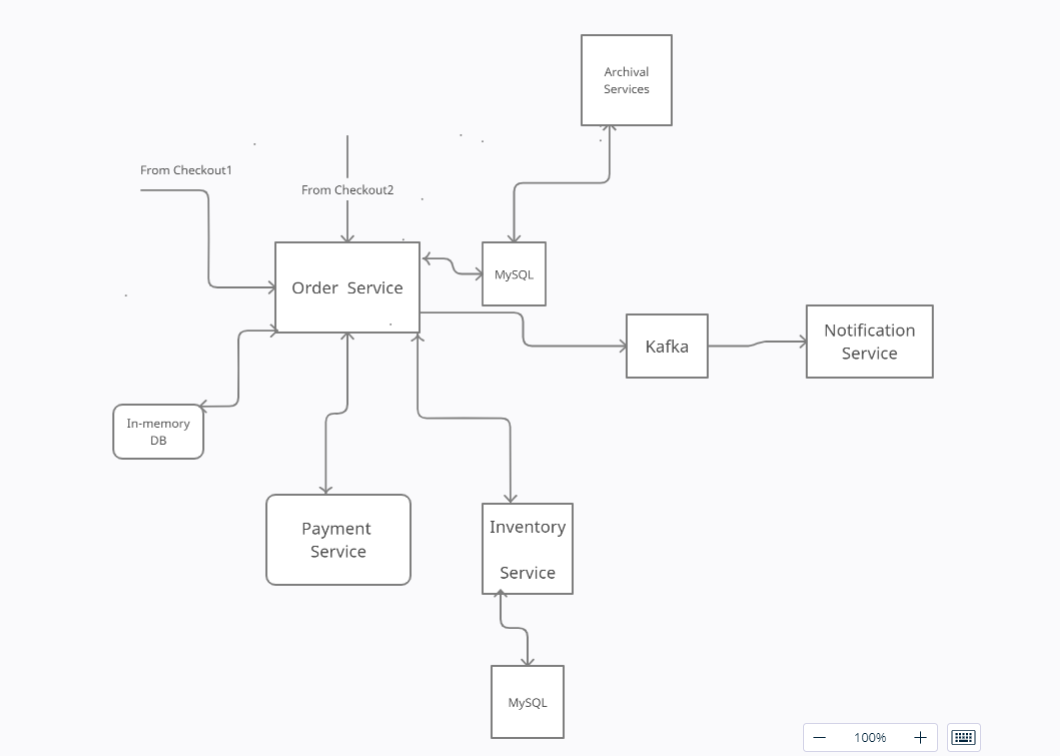 Archival
Services
From Checkout1
From Checkout2
Order Service
MySQL
Kafka
Notification
Service
In-memory
DB
Payment
Service
Inventory
Service
MySQL
100%